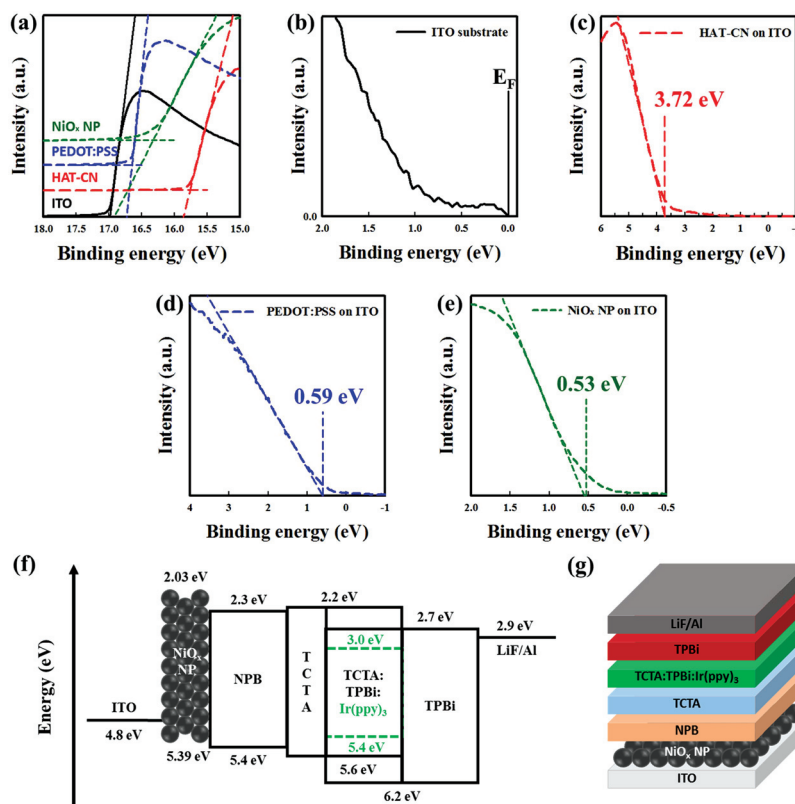 (a)
Intensity (a.u.)
NiOₓ NP
PEDOT:PSS
HAT-CN
ITO
18.0 17.5 17.0 16.5 16.0 15.5 15.0
Binding energy (eV)
(b)
Intensity (a.u.)
ITO substrate
E_F
0.0
2.0 1.5 1.0 0.5 0.0
Binding energy (eV)
(c)
Intensity (a.u.)
HAT-CN on ITO
3.72 eV
6 5 4 3 2 1 0 -1
Binding energy (eV)
(d)
Intensity (a.u.)
PEDOT:PSS on ITO
0.59 eV
4 3 2 1 0 -1
Binding energy (eV)
(e)
Intensity (a.u.)
NiOₓ NP on ITO
0.53 eV
2.0 1.5 1.0 0.5 0.0 -0.5
Binding energy (eV)
(f)
Energy (eV)
ITO
4.8 eV
2.03 eV
NiOₓ
NP
5.39 eV
2.3 eV
NPB
5.4 eV
2.2 eV
T
C
T
A
3.0 eV
TCTA:
TPBi:
Ir(ppy)₃
5.4 eV
5.6 eV
2.7 eV
TPBi
6.2 eV
2.9 eV
LiF/Al
(g)
LiF/Al
TPBi
TCTA:TPBi:Ir(ppy)₃
TCTA
NPB
NiOₓ NP
ITO